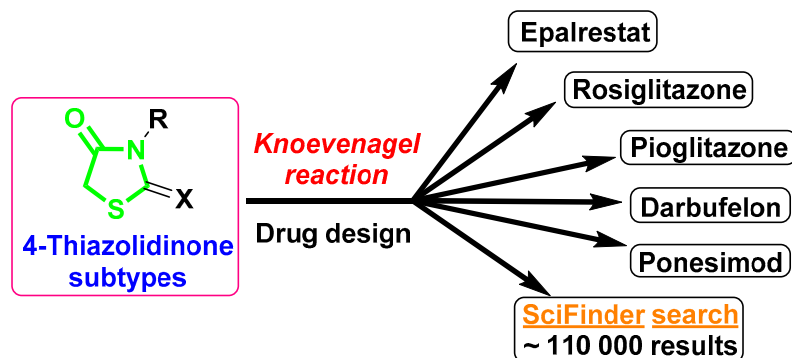 O
R
N
S
X
4-Thiazolidinone
subtypes
Knoevenagel
reaction
Drug design
Epalrestat
Rosiglitazone
Pioglitazone
Darbufelon
Ponesimod
SciFinder search
~ 110 000 results